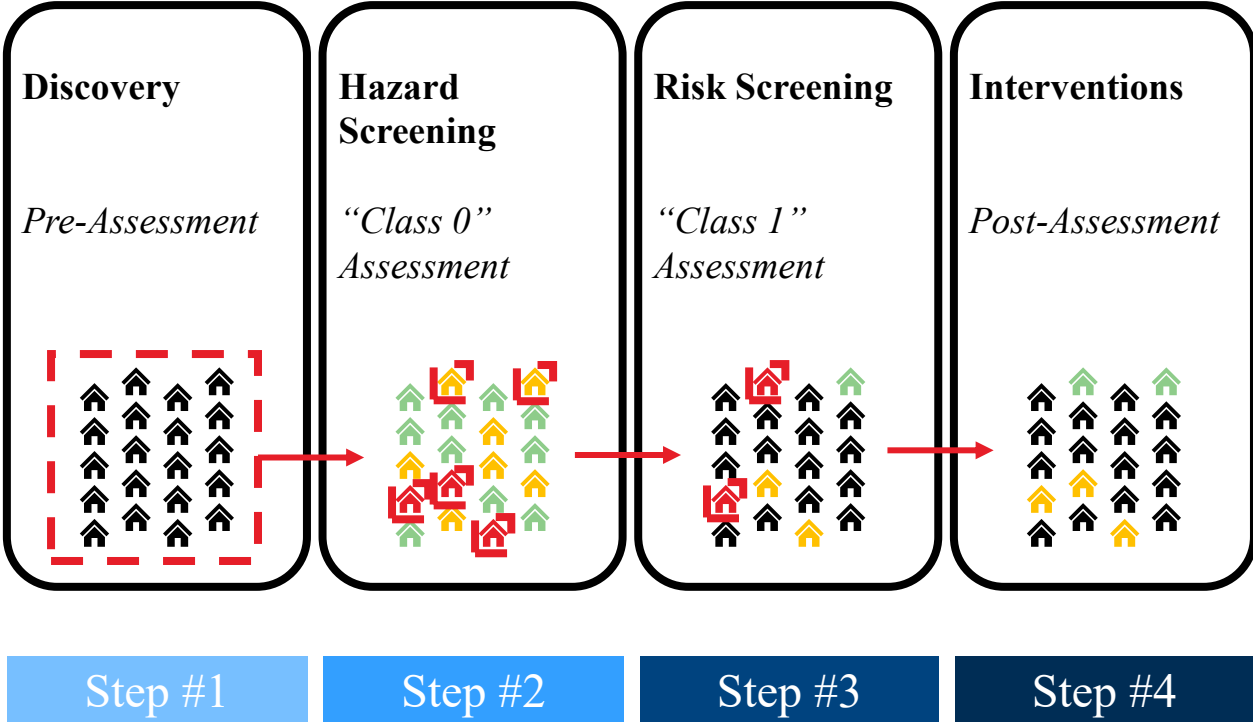 Discovery
Pre-Assessment
Hazard
Screening
“Class 0”
Assessment
Risk Screening
“Class 1”
Assessment
Interventions
Post-Assessment
Step #1
Step #2
Step #3
Step #4